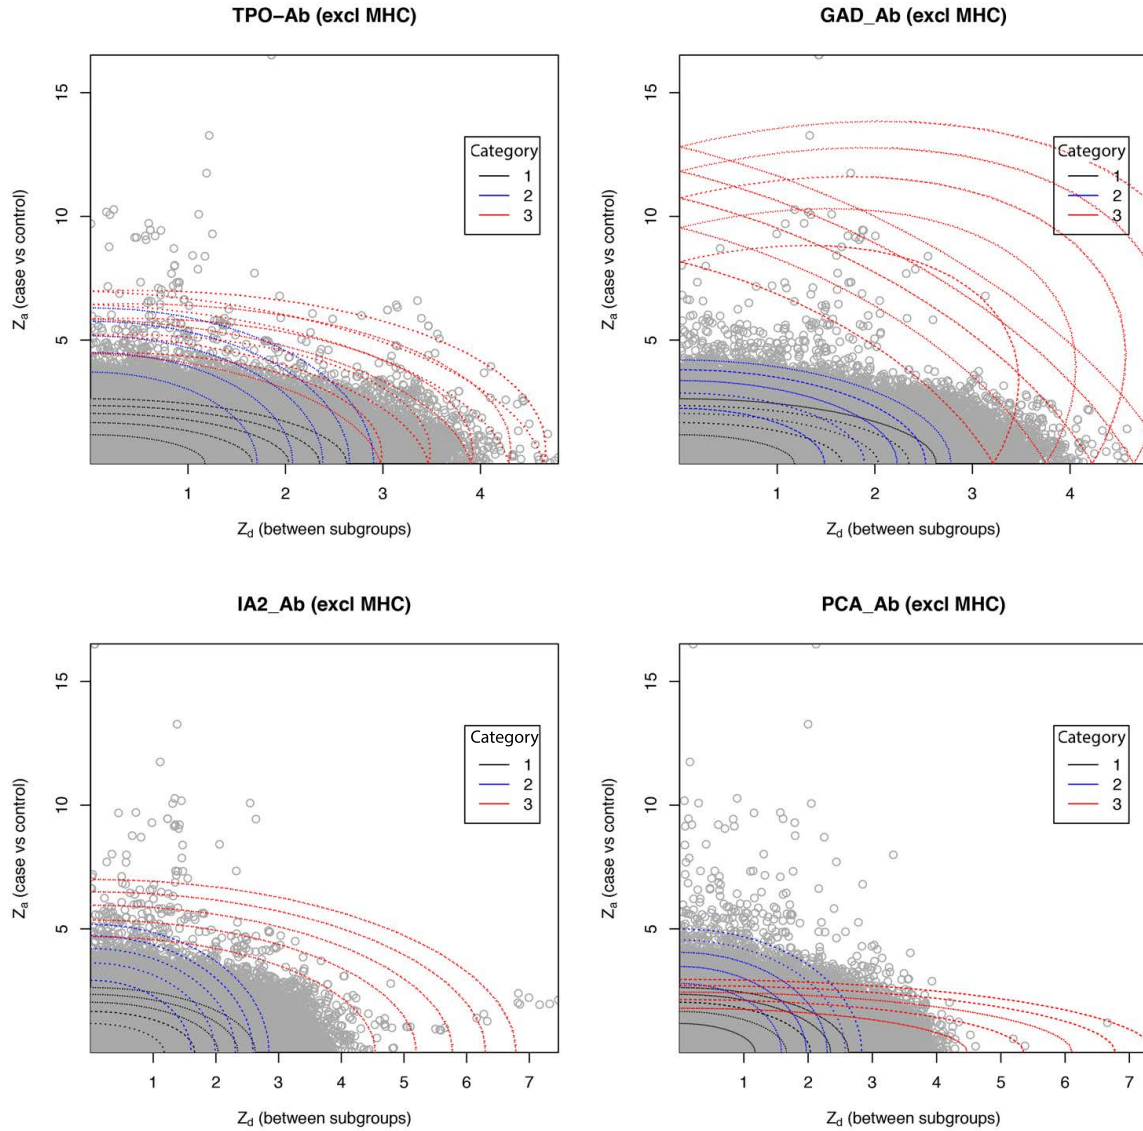 TPO−Ab (excl MHC)
15
10
5
Za (case vs control)
Category
1
2
3
1 2 3 4
Zd (between subgroups)
GAD_Ab (excl MHC)
15
10
5
Za (case vs control)
Category
1
2
3
1 2 3 4
Zd (between subgroups)
IA2_Ab (excl MHC)
15
10
5
Za (case vs control)
Category
1
2
3
1 2 3 4 5 6 7
Zd (between subgroups)
PCA_Ab (excl MHC)
15
10
5
Za (case vs control)
Category
1
2
3
1 2 3 4 5 6 7
Zd (between subgroups)